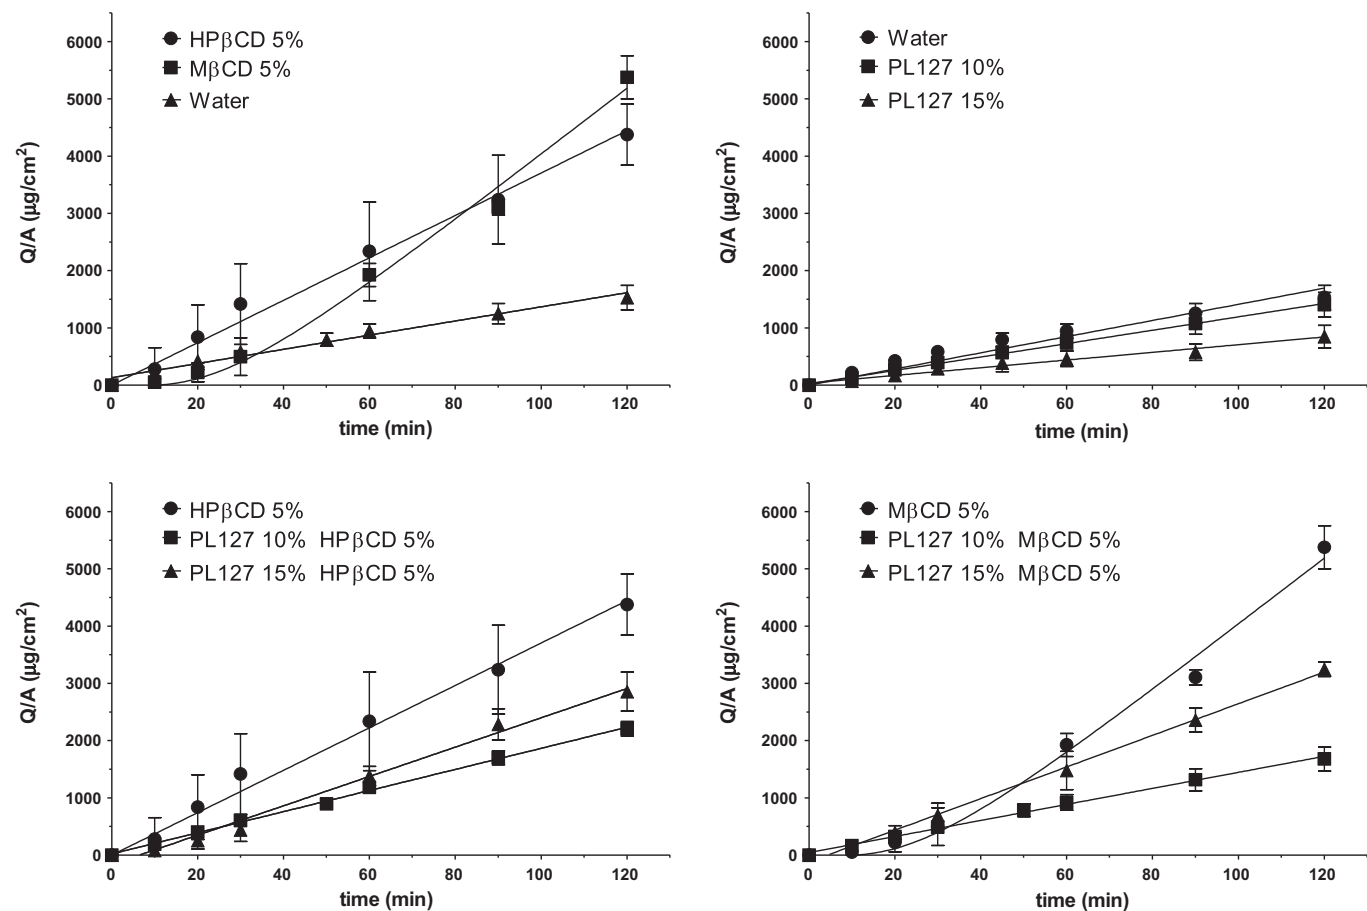 6000
5000
4000
3000
2000
1000
0
Q/A (µg/cm²)
HPβCD 5%
MβCD 5%
Water
0 20 40 60 80 100 120
time (min)
6000
5000
4000
3000
2000
1000
0
Q/A (µg/cm²)
Water
PL127 10%
PL127 15%
0 20 40 60 80 100 120
time (min)
6000
5000
4000
3000
2000
1000
0
Q/A (µg/cm²)
HPβCD 5%
PL127 10% HPβCD 5%
PL127 15% HPβCD 5%
0 20 40 60 80 100 120
time (min)
6000
5000
4000
3000
2000
1000
0
Q/A (µg/cm²)
MβCD 5%
PL127 10% MβCD 5%
PL127 15% MβCD 5%
0 20 40 60 80 100 120
time (min)